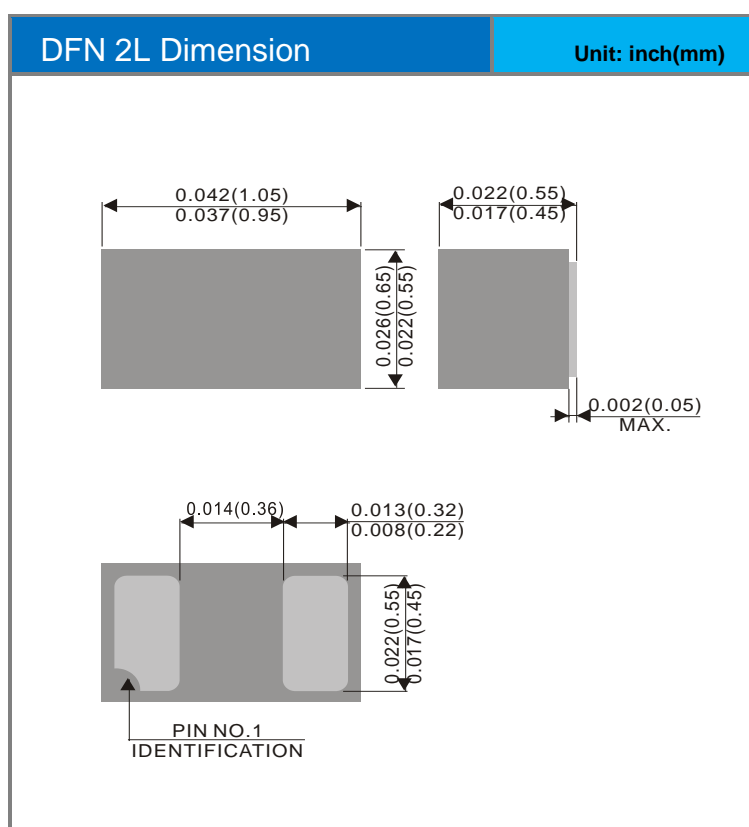 DFN 2L Dimension
Unit: inch(mm)
0.042(1.05)
0.037(0.95)
0.022(0.55)
0.017(0.45)
0.026(0.65)
0.022(0.55)
0.002(0.05)
MAX.
0.014(0.36)
0.013(0.32)
0.008(0.22)
0.022(0.55)
0.017(0.45)
PIN NO.1
IDENTIFICATION